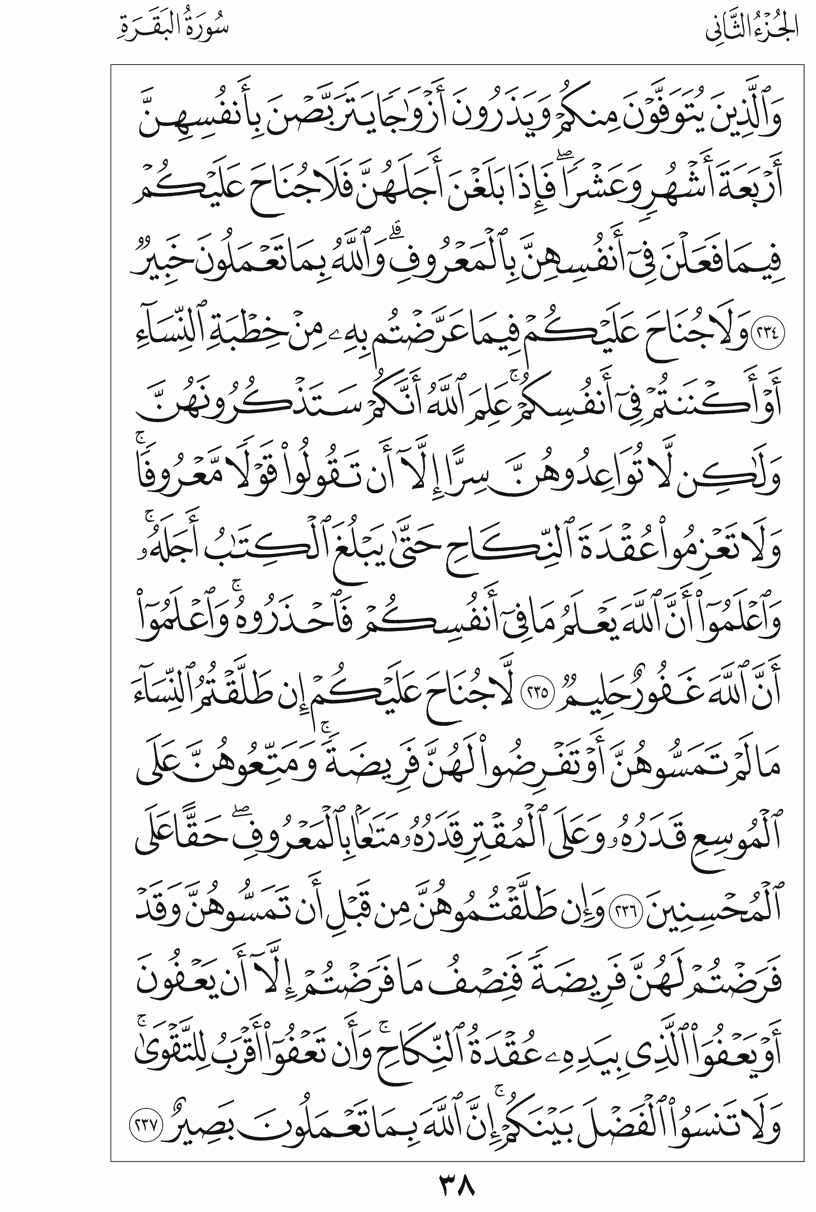 الجُزْءُ الثَّانِي
سُورَةُ البَقَرَةِ
وَٱلَّذِينَ يُتَوَفَّوۡنَ مِنكُمۡ وَيَذَرُونَ أَزۡوَٰجٗا يَتَرَبَّصۡنَ بِأَنفُسِهِنَّ
أَرۡبَعَةَ أَشۡهُرٖ وَعَشۡرٗاۖ فَإِذَا بَلَغۡنَ أَجَلَهُنَّ فَلَا جُنَاحَ عَلَيۡكُمۡ
فِيمَا فَعَلۡنَ فِيٓ أَنفُسِهِنَّ بِٱلۡمَعۡرُوفِۗ وَٱللَّهُ بِمَا تَعۡمَلُونَ خَبِيرٞ
٢٣٤ وَلَا جُنَاحَ عَلَيۡكُمۡ فِيمَا عَرَّضۡتُم بِهِۦ مِنۡ خِطۡبَةِ ٱلنِّسَآءِ
أَوۡ أَكۡنَنتُمۡ فِيٓ أَنفُسِكُمۡۚ عَلِمَ ٱللَّهُ أَنَّكُمۡ سَتَذۡكُرُونَهُنَّ
وَلَٰكِن لَّا تُوَاعِدُوهُنَّ سِرًّا إِلَّآ أَن تَقُولُواْ قَوۡلٗا مَّعۡرُوفٗاۚ
وَلَا تَعۡزِمُواْ عُقۡدَةَ ٱلنِّكَاحِ حَتَّىٰ يَبۡلُغَ ٱلۡكِتَٰبُ أَجَلَهُۥۚ
وَٱعۡلَمُوٓاْ أَنَّ ٱللَّهَ يَعۡلَمُ مَا فِيٓ أَنفُسِكُمۡ فَٱحۡذَرُوهُۚ وَٱعۡلَمُوٓاْ
أَنَّ ٱللَّهَ غَفُورٌ حَلِيمٞ ٢٣٥ لَّا جُنَاحَ عَلَيۡكُمۡ إِن طَلَّقۡتُمُ ٱلنِّسَآءَ
مَا لَمۡ تَمَسُّوهُنَّ أَوۡ تَفۡرِضُواْ لَهُنَّ فَرِيضَةٗۚ وَمَتِّعُوهُنَّ عَلَى
ٱلۡمُوسِعِ قَدَرُهُۥ وَعَلَى ٱلۡمُقۡتِرِ قَدَرُهُۥ مَتَٰعَۢا بِٱلۡمَعۡرُوفِۖ حَقًّا عَلَى
ٱلۡمُحۡسِنِينَ ٢٣٦ وَإِن طَلَّقۡتُمُوهُنَّ مِن قَبۡلِ أَن تَمَسُّوهُنَّ وَقَدۡ
فَرَضۡتُمۡ لَهُنَّ فَرِيضَةٗ فَنِصۡفُ مَا فَرَضۡتُمۡ إِلَّآ أَن يَعۡفُونَ
أَوۡ يَعۡفُوَاْ ٱلَّذِي بِيَدِهِۦ عُقۡدَةُ ٱلنِّكَاحِۚ وَأَن تَعۡفُوٓاْ أَقۡرَبُ لِلتَّقۡوَىٰۚ
وَلَا تَنسَوُاْ ٱلۡفَضۡلَ بَيۡنَكُمۡۚ إِنَّ ٱللَّهَ بِمَا تَعۡمَلُونَ بَصِيرٌ ٢٣٧
٣٨